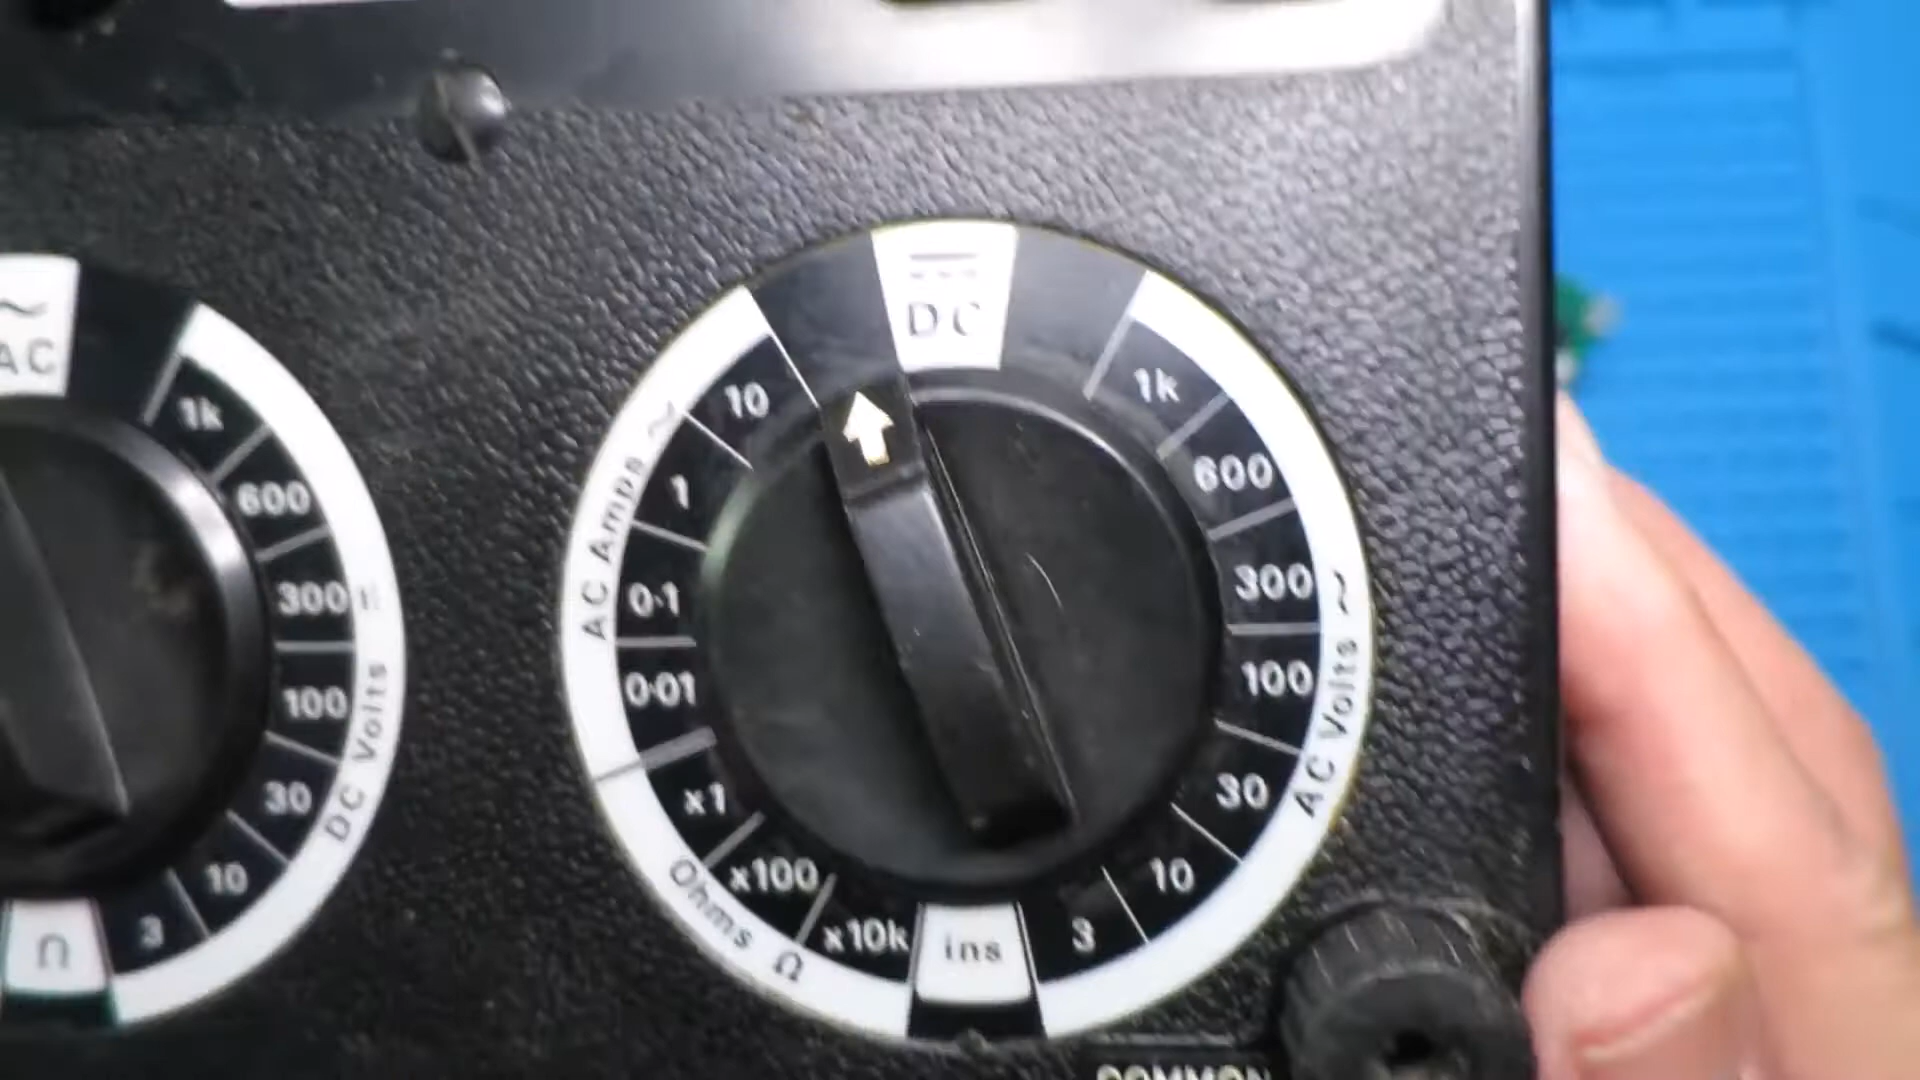 AC
1k
600
300
100
30
10
3
DC Volts
Ω
DC
1k
600
300
100
30
10
3
AC Volts ~
ins
x10k
x100
x1
Ohms Ω
0·01
0·1
1
10
AC Amps ~
COMMON